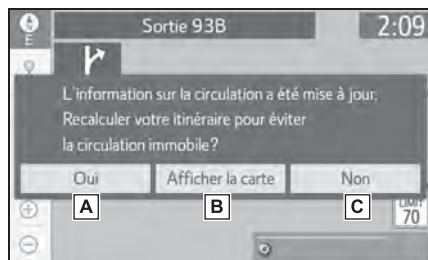 Sortie 93B
2:09
E
L'information sur la circulation a été mise à jour.
Recalculer votre itinéraire pour éviter
la circulation immobile?
Oui
Afficher la carte
Non
A
B
C
LIMIT
70